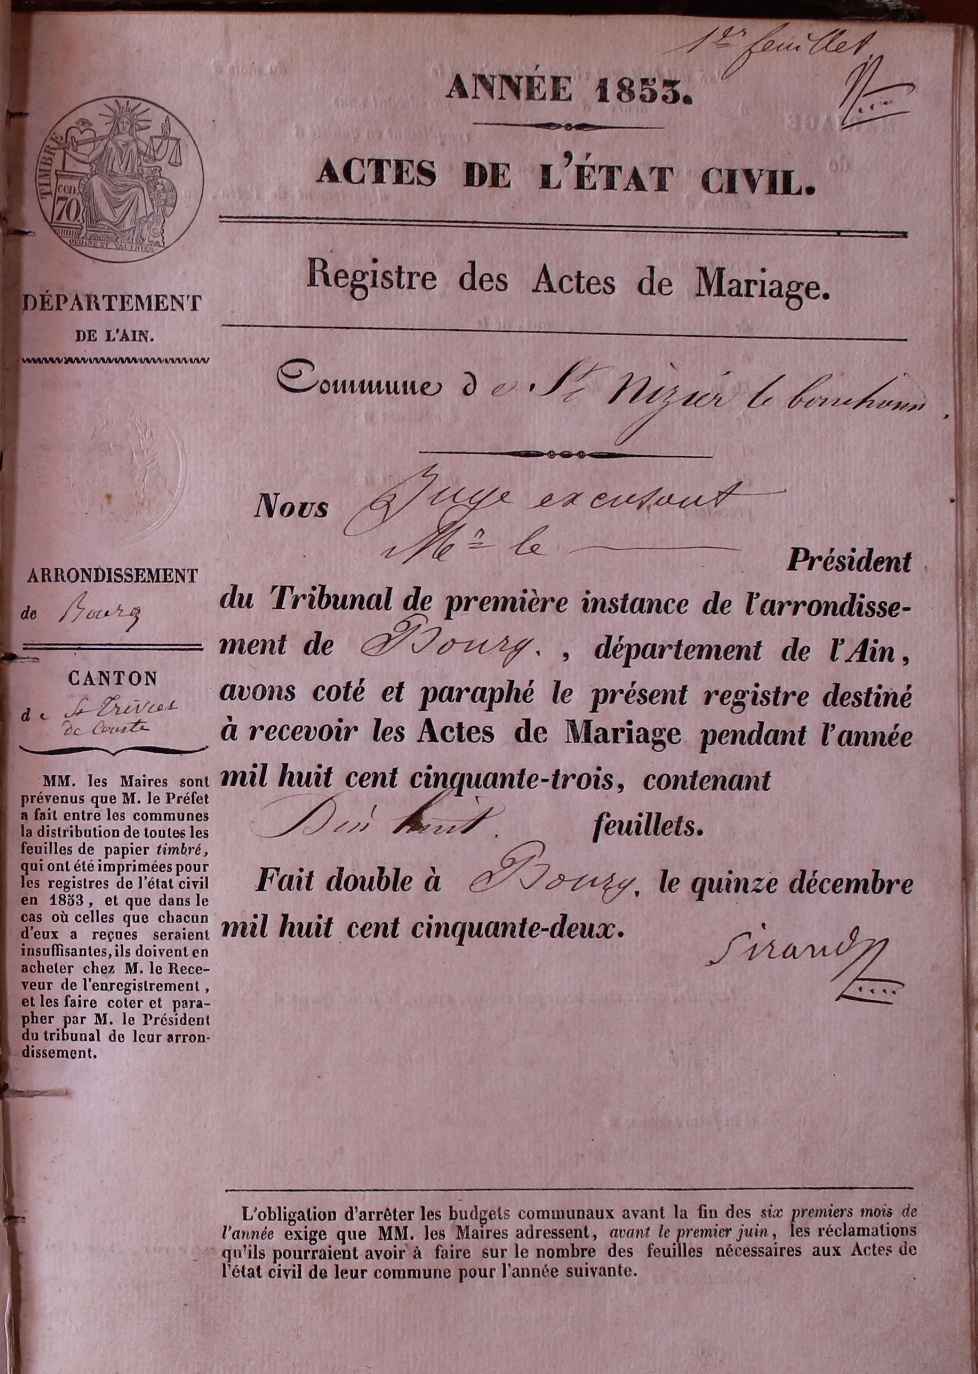 1er feuillet
ANNÉE 1853.
ACTES DE L'ÉTAT CIVIL.
TIMBRE
70
DÉPARTEMENT
DE L'AIN.
Registre des Actes de Mariage.
Commune de St Nizier le bouchoux.
Nous Juge excusant
Mr le Président
du Tribunal de première instance de l'arrondisse-
ment de Bourg. , département de l'Ain,
avons coté et paraphé le présent registre destiné
à recevoir les Actes de Mariage pendant l'année
mil huit cent cinquante-trois, contenant
Dix huit. feuillets.
Fait double à Bourg, le quinze décembre
mil huit cent cinquante-deux.
Sirand
ARRONDISSEMENT
de Bourg
CANTON
de St Trivier
de Courte
MM. les Maires sont
prévenus que M. le Préfet
a fait entre les communes
la distribution de toutes les
feuilles de papier timbré,
qui ont été imprimées pour
les registres de l'état civil
en 1853, et que dans le
cas où celles que chacun
d'eux a reçues seraient
insuffisantes, ils doivent en
acheter chez M. le Rece-
veur de l'enregistrement,
et les faire coter et para-
pher par M. le Président
du tribunal de leur arron-
dissement.
L'obligation d'arrêter les budgets communaux avant la fin des six premiers mois de
l'année exige que MM. les Maires adressent, avant le premier juin, les réclamations
qu'ils pourraient avoir à faire sur le nombre des feuilles nécessaires aux Actes de
l'état civil de leur commune pour l'année suivante.